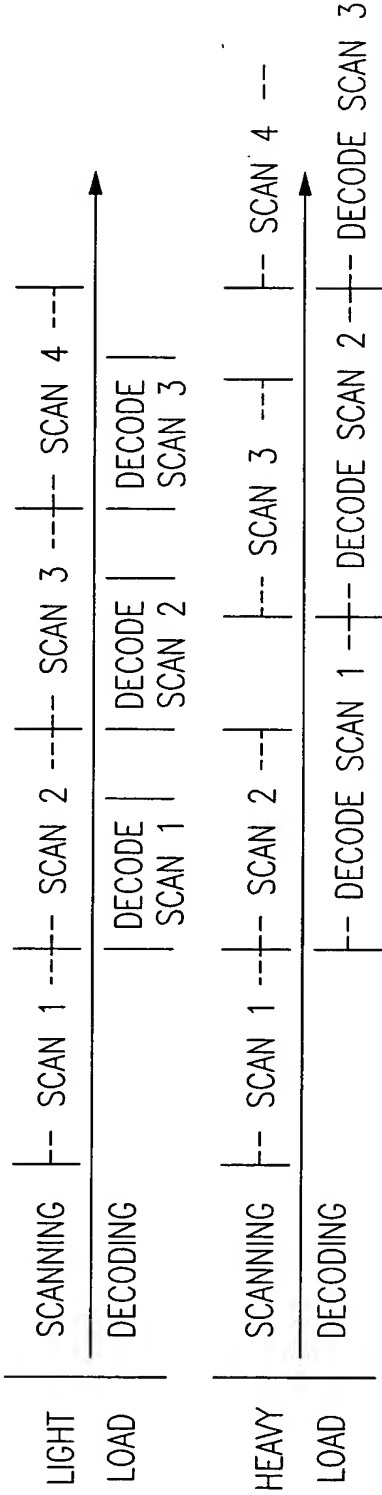 LIGHT
LOAD
SCANNING
SCAN 1
SCAN 2
SCAN 3
SCAN 4
DECODING
DECODE
SCAN 1
DECODE
SCAN 2
DECODE
SCAN 3
HEAVY
LOAD
SCANNING
SCAN 1
SCAN 2
SCAN 3
SCAN 4
DECODING
DECODE SCAN 1
DECODE SCAN 2
DECODE SCAN 3